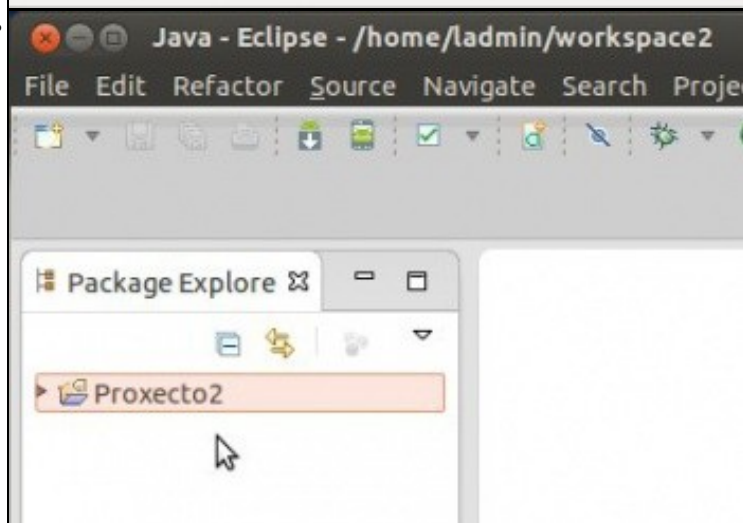 Java - Eclipse - /home/ladmin/workspace2
File Edit Refactor Source Navigate Search Projec
Package Explore
Proxecto2